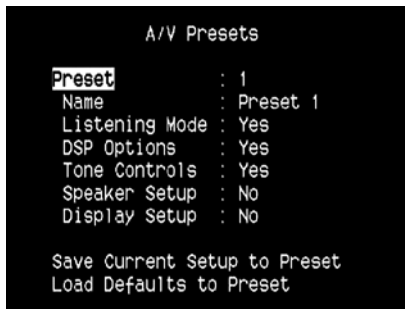 A/V Presets
Preset : 1
Name : Preset 1
Listening Mode : Yes
DSP Options : Yes
Tone Controls : Yes
Speaker Setup : No
Display Setup : No
Save Current Setup to Preset
Load Defaults to Preset